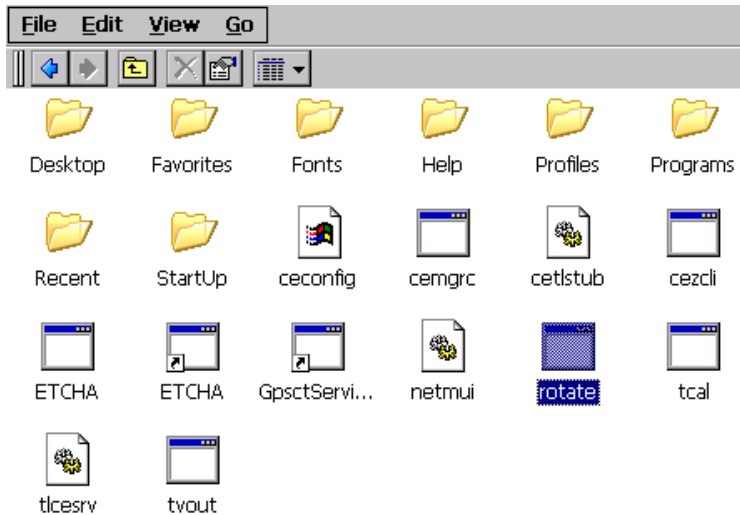 File Edit View Go
Desktop Favorites Fonts Help Profiles Programs
Recent StartUp ceconfig cemgrc cetlstub cezcli
ETCHA ETCHA GpsctServi... netmui rotate tcal
tlcesrv tvout